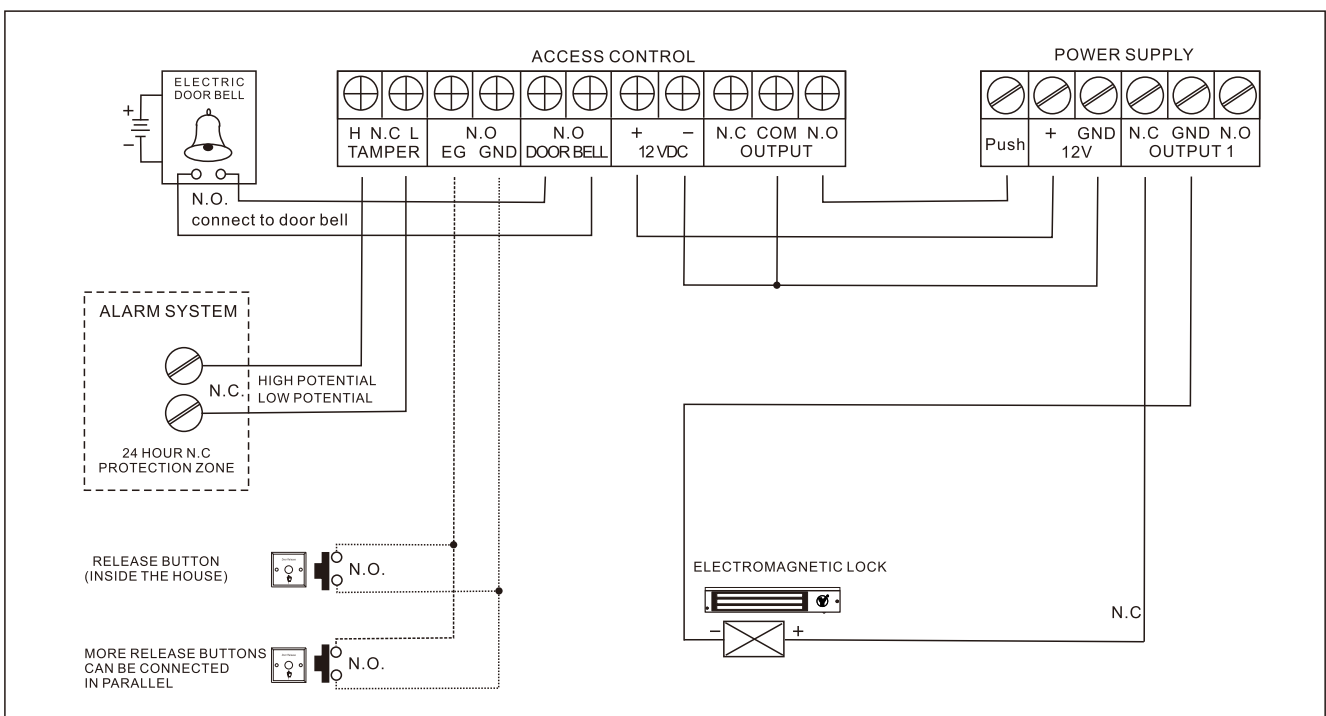 ACCESS CONTROL
POWER SUPPLY
ELECTRIC
DOOR BELL
+
−
N.O.
connect to door bell
H N.C L
TAMPER
N.O
EG GND
N.O
DOOR BELL
+ −
12 VDC
N.C COM N.O
OUTPUT
Push
+ GND
12V
N.C GND N.O
OUTPUT 1
ALARM SYSTEM
N.C.
HIGH POTENTIAL
LOW POTENTIAL
24 HOUR N.C
PROTECTION ZONE
RELEASE BUTTON
(INSIDE THE HOUSE)
N.O.
MORE RELEASE BUTTONS
CAN BE CONNECTED
IN PARALLEL
N.O.
ELECTROMAGNETIC LOCK
− +
N.C